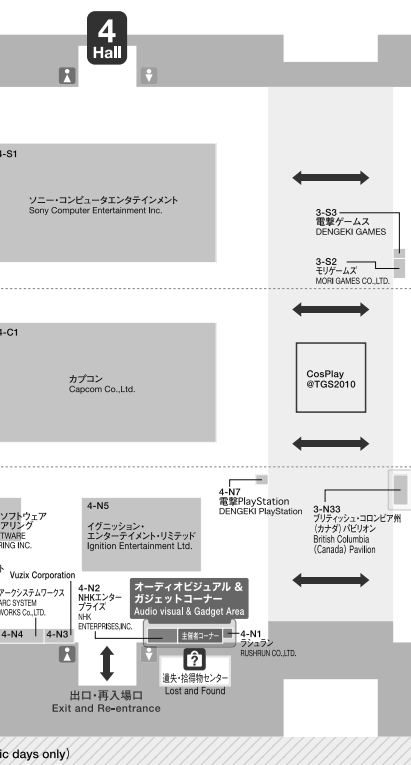 4
Hall
4-S1
ソニー・コンピュータエンタテインメント
Sony Computer Entertainment Inc.
3-S3
電撃ゲームス
DENGEKI GAMES
3-S2
モリゲームズ
MORI GAMES CO.,LTD.
4-C1
カプコン
Capcom Co.,Ltd.
CosPlay
@TGS2010
4-N7
電撃PlayStation
DENGEKI PlayStation
3-N33
ブリティッシュ・コロンビア州
(カナダ) パビリオン
British Columbia
(Canada) Pavilion
ソフトウェア
アリング
TWARE
RING INC.
4-N5
イグニッション・
エンターテイメント・リミテッド
Ignition Entertainment Ltd.
ト
Vuzix Corporation
アークシステムワークス
ARC SYSTEM
WORKS Co.,LTD.
4-N4
4-N3
4-N2
NHKエンター
プライズ
NHK
ENTERPRISES,INC.
オーディオビジュアル &
ガジェットコーナー
Audio visual & Gadget Area
主催者コーナー
4-N1
ラシュラン
RUSHRUN CO.,LTD.
?
遺失・拾得物センター
Lost and Found
出口・再入場口
Exit and Re-entrance
ic days only)